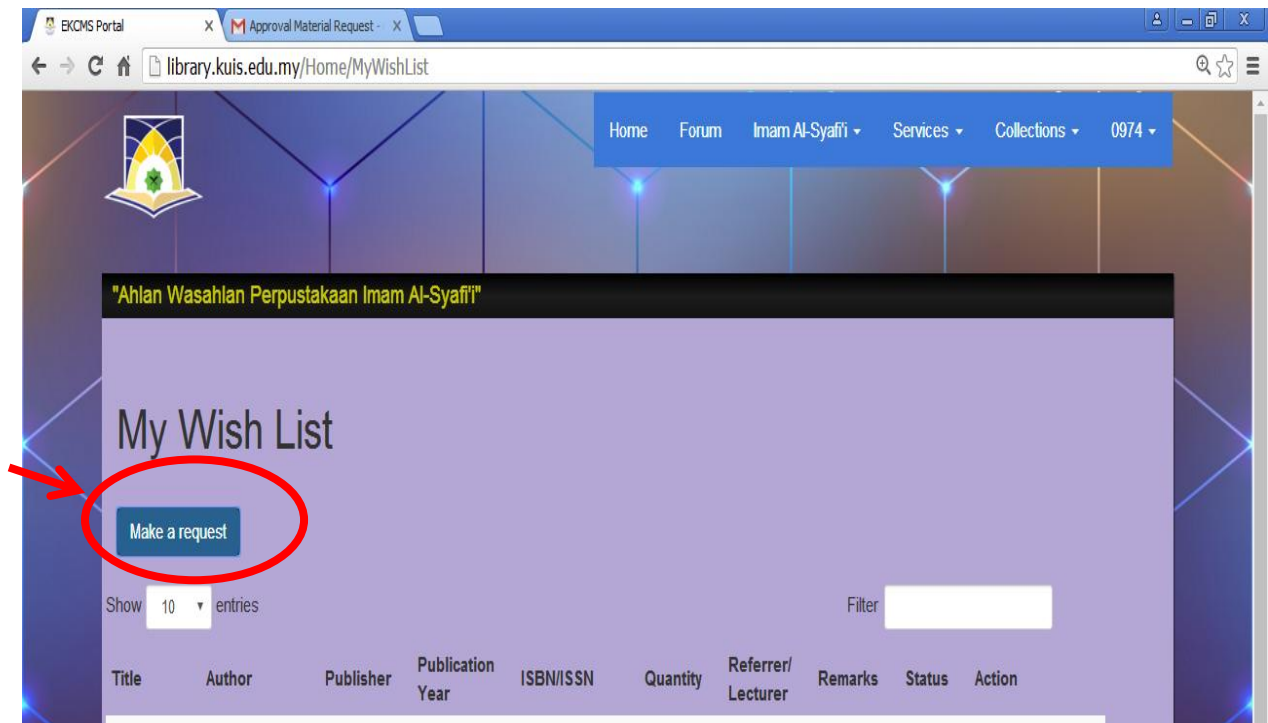 EKCMS Portal
Approval Material Request -
library.kuis.edu.my/Home/MyWishList
Home Forum Imam Al-Syafi'i Services Collections 0974
"Ahlan Wasahlan Perpustakaan Imam Al-Syafi'i"
My Wish List
Make a request
Show 10 entries Filter
Title Author Publisher Publication Year ISBN/ISSN Quantity Referrer/ Lecturer Remarks Status Action